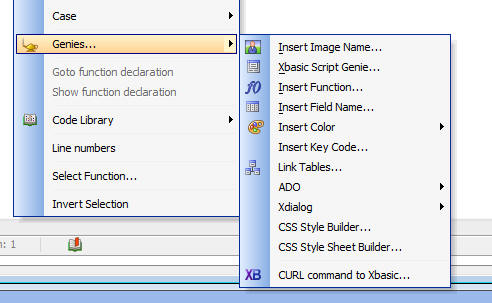 Case
Genies...
Goto function declaration
Show function declaration
Code Library
Line numbers
Select Function...
Invert Selection
Insert Image Name...
Xbasic Script Genie...
f()
Insert Function...
Insert Field Name...
Insert Color
Insert Key Code...
Link Tables...
ADO
Xdialog
CSS Style Builder...
CSS Style Sheet Builder...
XB
CURL command to Xbasic...
: 1